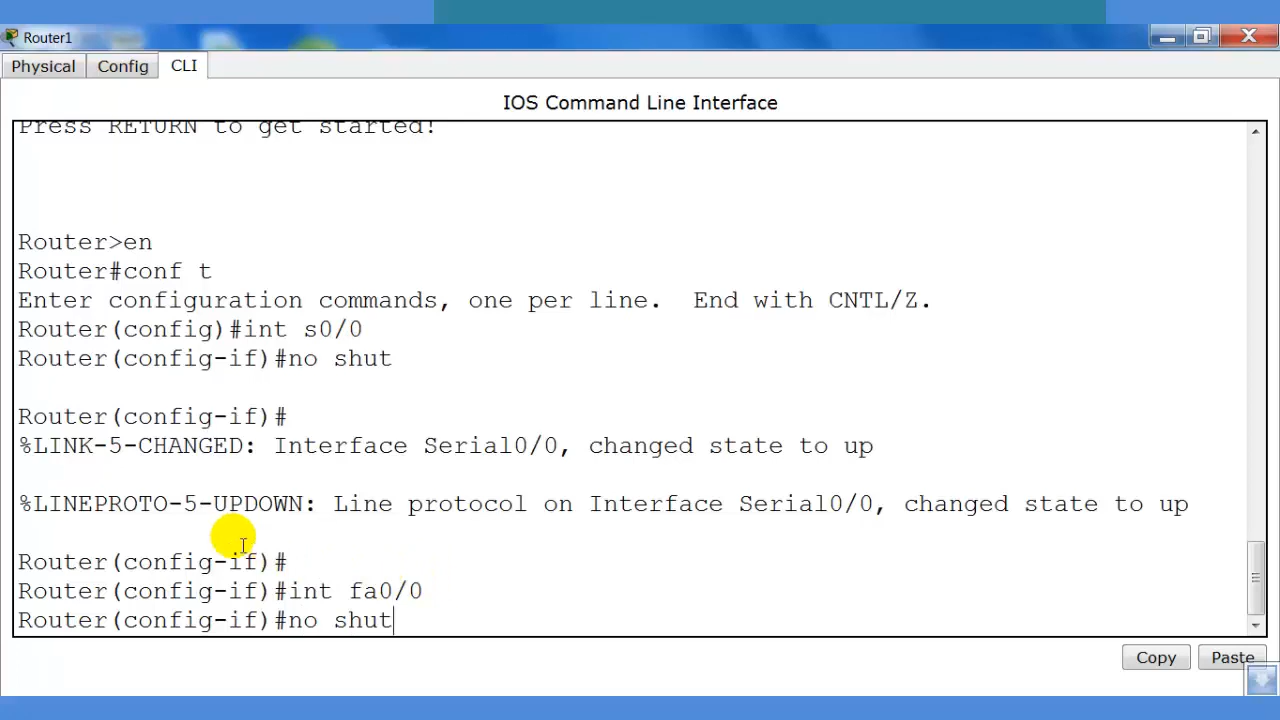 Router1
Physical Config CLI
IOS Command Line Interface
Press RETURN to get started!
Router>en
Router#conf t
Enter configuration commands, one per line.  End with CNTL/Z.
Router(config)#int s0/0
Router(config-if)#no shut
Router(config-if)#
%LINK-5-CHANGED: Interface Serial0/0, changed state to up
%LINEPROTO-5-UPDOWN: Line protocol on Interface Serial0/0, changed state to up
Router(config-if)#
Router(config-if)#int fa0/0
Router(config-if)#no shut
Copy Paste